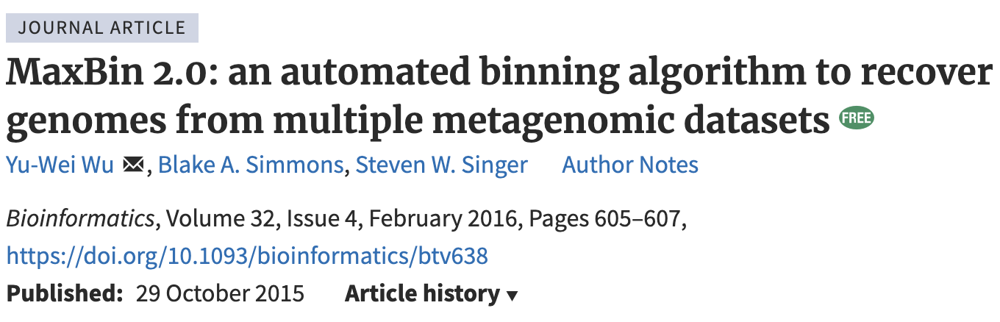 JOURNAL ARTICLE
MaxBin 2.0: an automated binning algorithm to recover
genomes from multiple metagenomic datasets FREE
Yu-Wei Wu , Blake A. Simmons, Steven W. Singer Author Notes
Bioinformatics, Volume 32, Issue 4, February 2016, Pages 605–607,
https://doi.org/10.1093/bioinformatics/btv638
Published: 29 October 2015 Article history